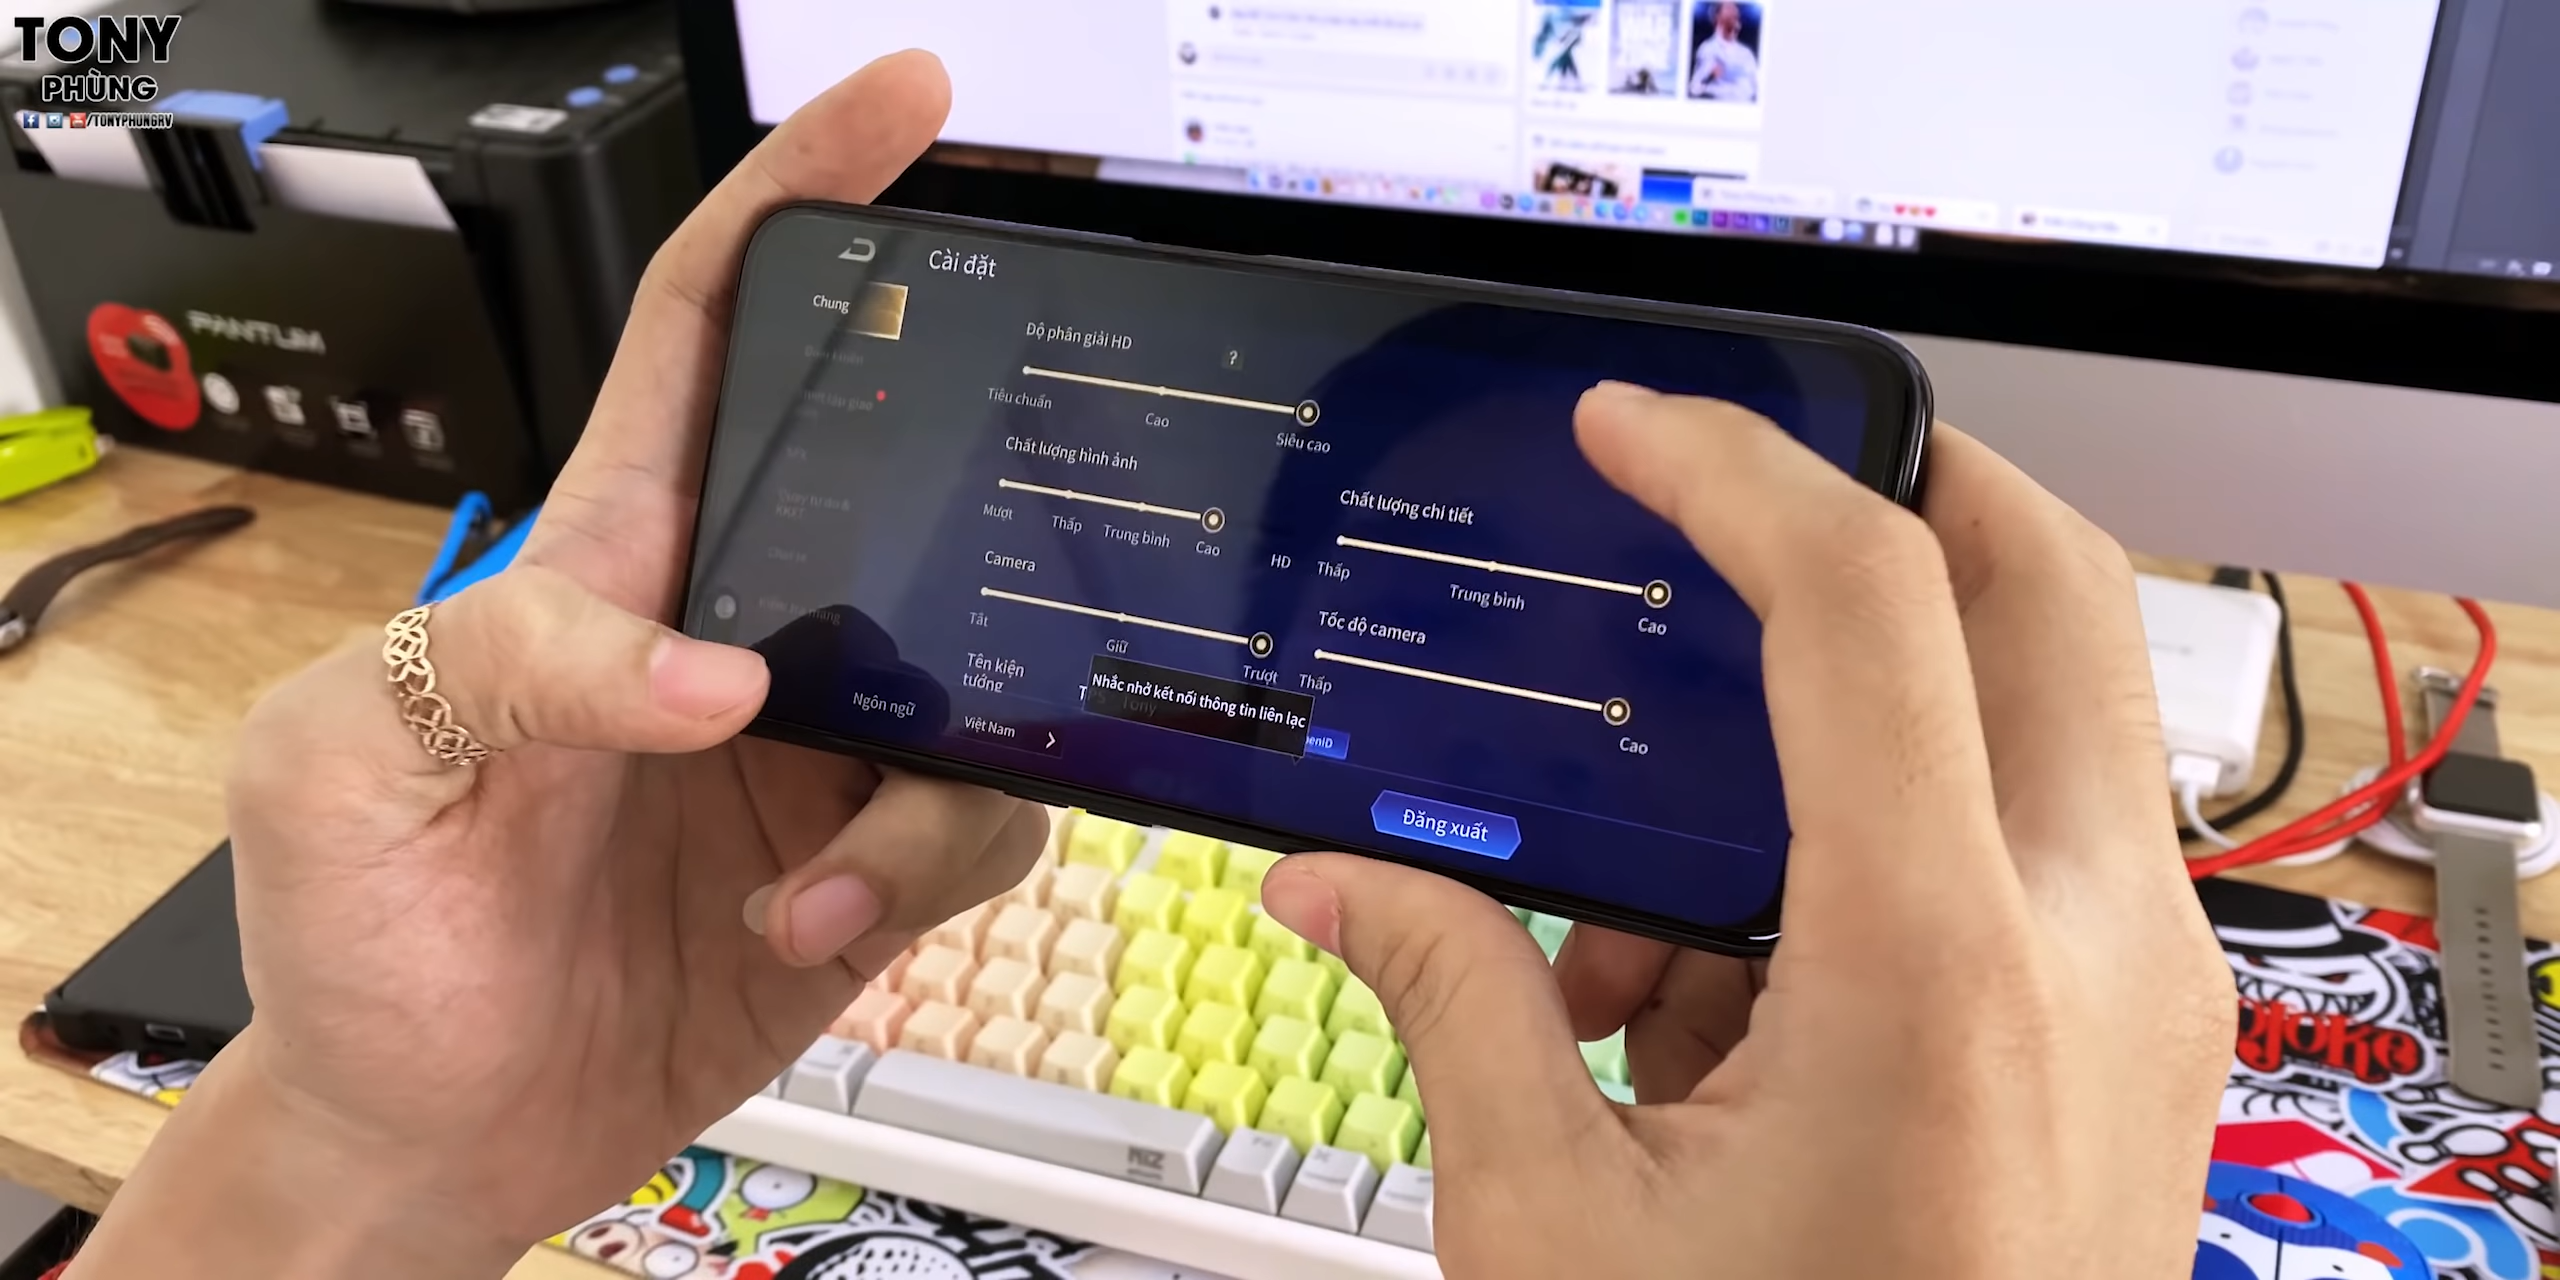 TONY
PHÙNG
/TONYPHUNGRV
PANTUM
Cài đặt
Chung
Độ phân giải HD
?
Tiêu chuẩn
Cao
Siêu cao
Chất lượng hình ảnh
Mượt
Thấp
Trung bình
Cao
HD
Chất lượng chi tiết
Thấp
Trung bình
Cao
Camera
Tắt
Giữ
Trượt
Tốc độ camera
Thấp
Cao
Tên kiện
tướng
Nhắc nhở kết nối thông tin liên lạc
Tony
Ngôn ngữ
Việt Nam
Đăng xuất
NIZ